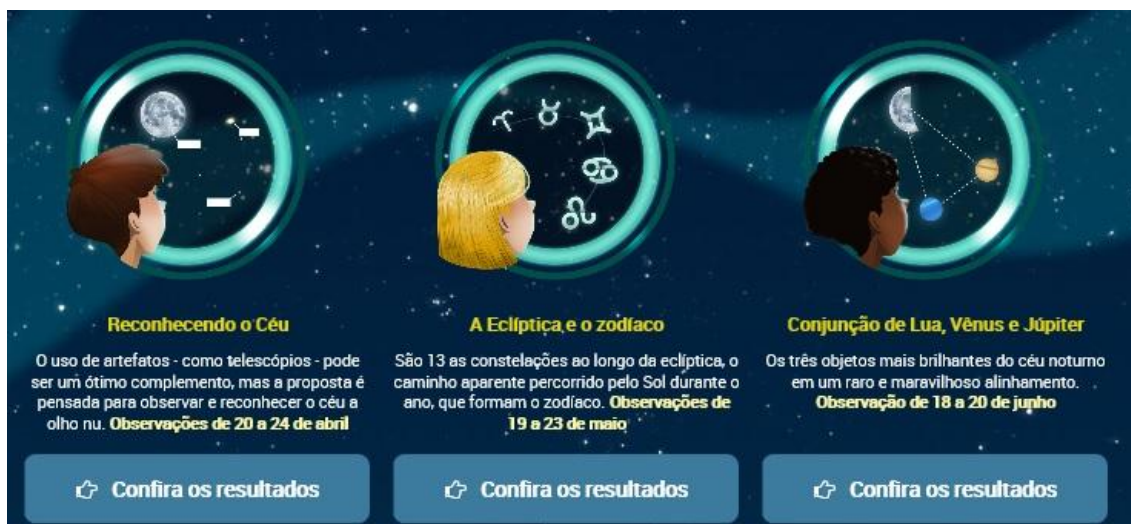 Reconhecendo o Céu
O uso de artefatos - como telescópios - pode
ser um ótimo complemento, mas a proposta é
pensada para observar e reconhecer o céu a
olho nu. Observações de 20 a 24 de abril
Confira os resultados
A Eclíptica e o zodíaco
São 13 as constelações ao longo da eclíptica, o
caminho aparente percorrido pelo Sol durante o
ano, que formam o zodíaco. Observações de
19 a 23 de maio
Confira os resultados
Conjunção de Lua, Vênus e Júpiter
Os três objetos mais brilhantes do céu noturno
em um raro e maravilhoso alinhamento.
Observação de 18 a 20 de junho
Confira os resultados